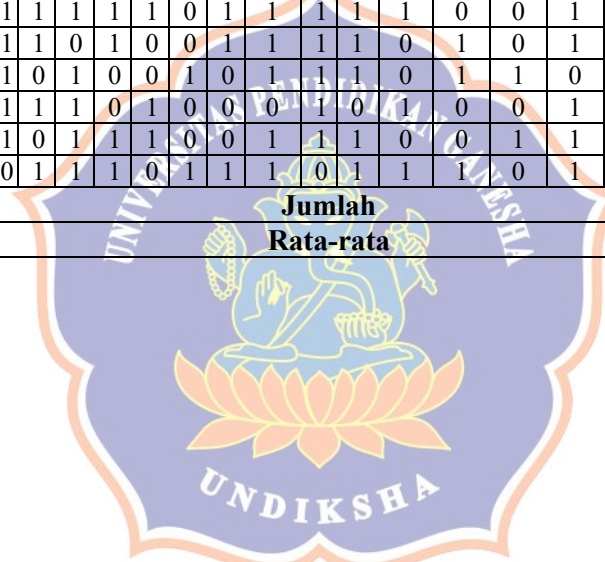 1 1 1 1 1 0 1 1 1 1 1 0 0 1
1 1 0 1 0 0 1 1 1 1 0 1 0 1
1 0 1 0 0 1 0 1 1 1 0 1 1 0
1 1 1 0 1 0 0 0 1 0 1 0 0 1
1 0 1 1 1 0 0 1 1 1 0 0 1 1
0 1 1 1 0 1 1 1 0 1 1 1 0 1
Jumlah
Rata-rata
UNIVERSITAS PENDIDIKAN GANESHA
UNDIKSHA